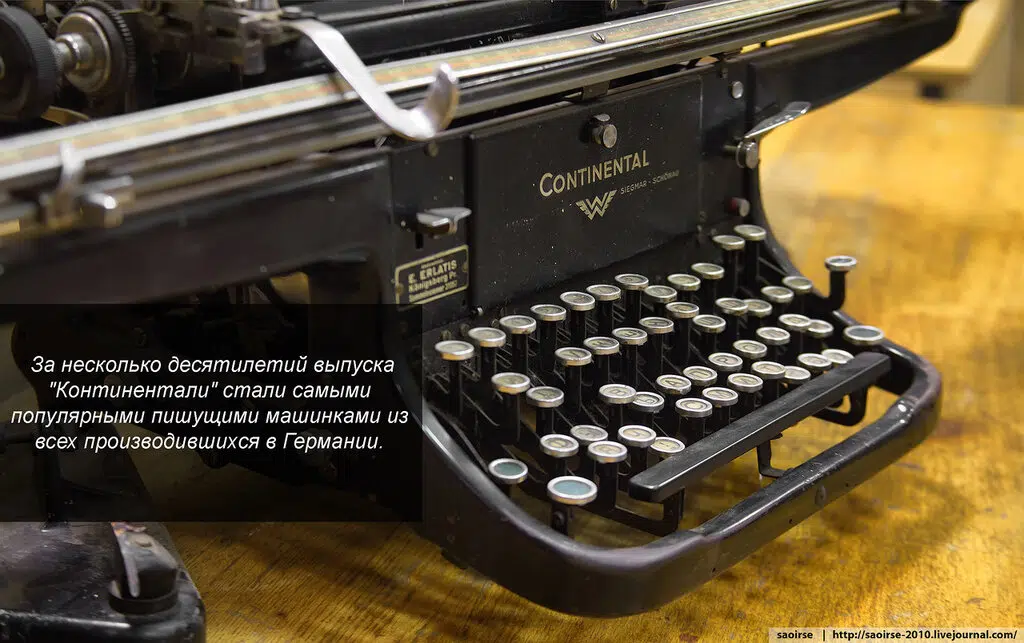 CONTINENTAL
SIEGMAR - SCHÖNAU
W
E. ERLATIS
Königsberg Pr.
За несколько десятилетий выпуска
"Континентали" стали самыми
популярными пишущими машинками из
всех производившихся в Германии.
saoirse | http://saoirse-2010.livejournal.com/